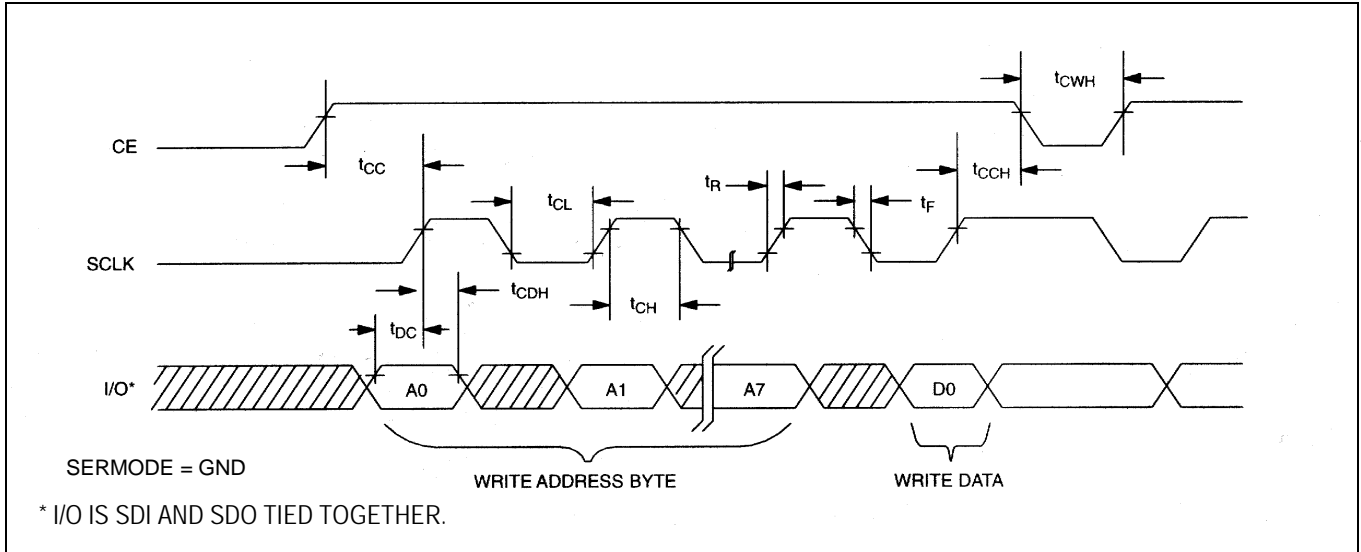 tCWH
CE
tCC
tCCH
tR
tCL
tF
SCLK
tCDH
tCH
tDC
I/O*
A0
A1
A7
D0
SERMODE = GND
WRITE ADDRESS BYTE
WRITE DATA
* I/O IS SDI AND SDO TIED TOGETHER.